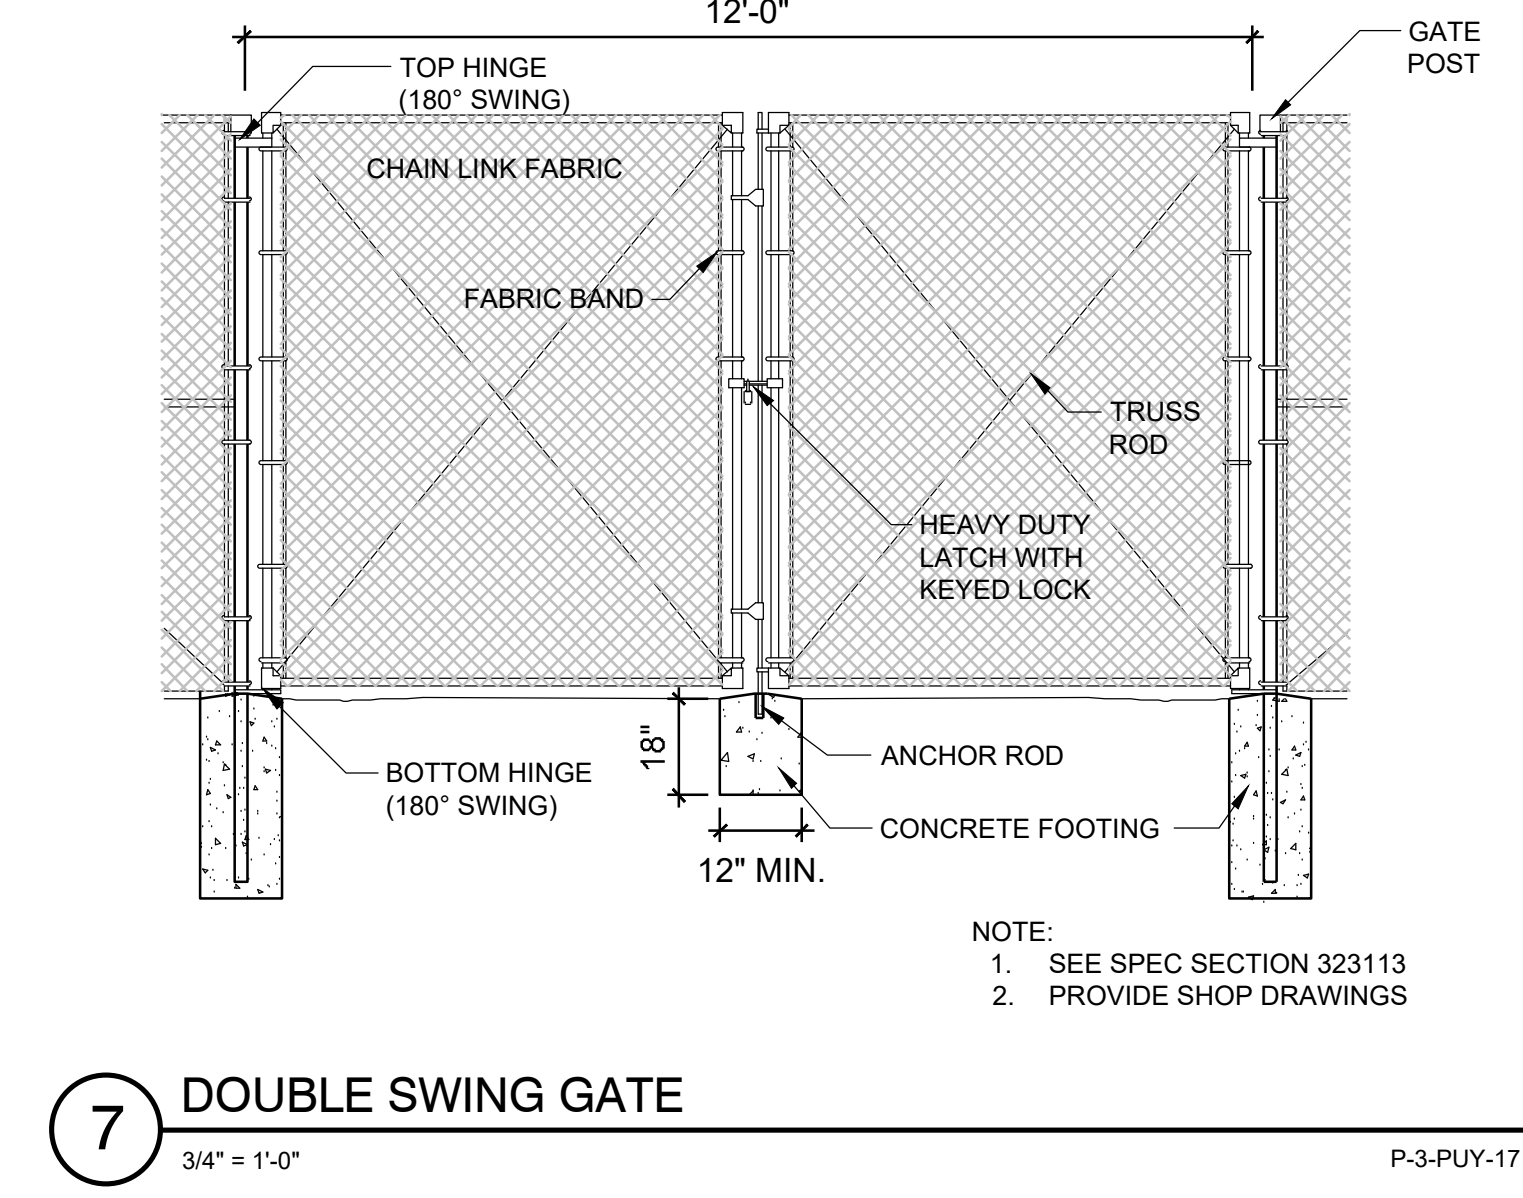 12'-0"
GATE
POST
TOP HINGE
(180° SWING)
CHAIN LINK FABRIC
FABRIC BAND
TRUSS
ROD
HEAVY DUTY
LATCH WITH
KEYED LOCK
18"
ANCHOR ROD
BOTTOM HINGE
(180° SWING)
CONCRETE FOOTING
12" MIN.
NOTE:
1. SEE SPEC SECTION 323113
2. PROVIDE SHOP DRAWINGS
7
DOUBLE SWING GATE
3/4" = 1'-0"
P-3-PUY-17